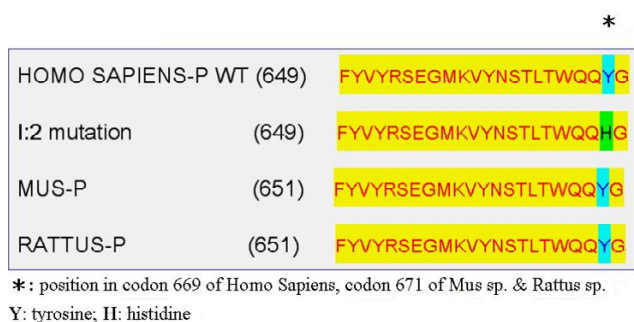 *
HOMO SAPIENS-P WT (649) FYVYRSEGMKVYNSTLTWQQYG
I:2 mutation (649) FYVYRSEGMKVYNSTLTWQQHG
MUS-P (651) FYVYRSEGMKVYNSTLTWQQYG
RATTUS-P (651) FYVYRSEGMKVYNSTLTWQQYG
*: position in codon 669 of Homo Sapiens, codon 671 of Mus sp. & Rattus sp.
Y: tyrosine; H: histidine